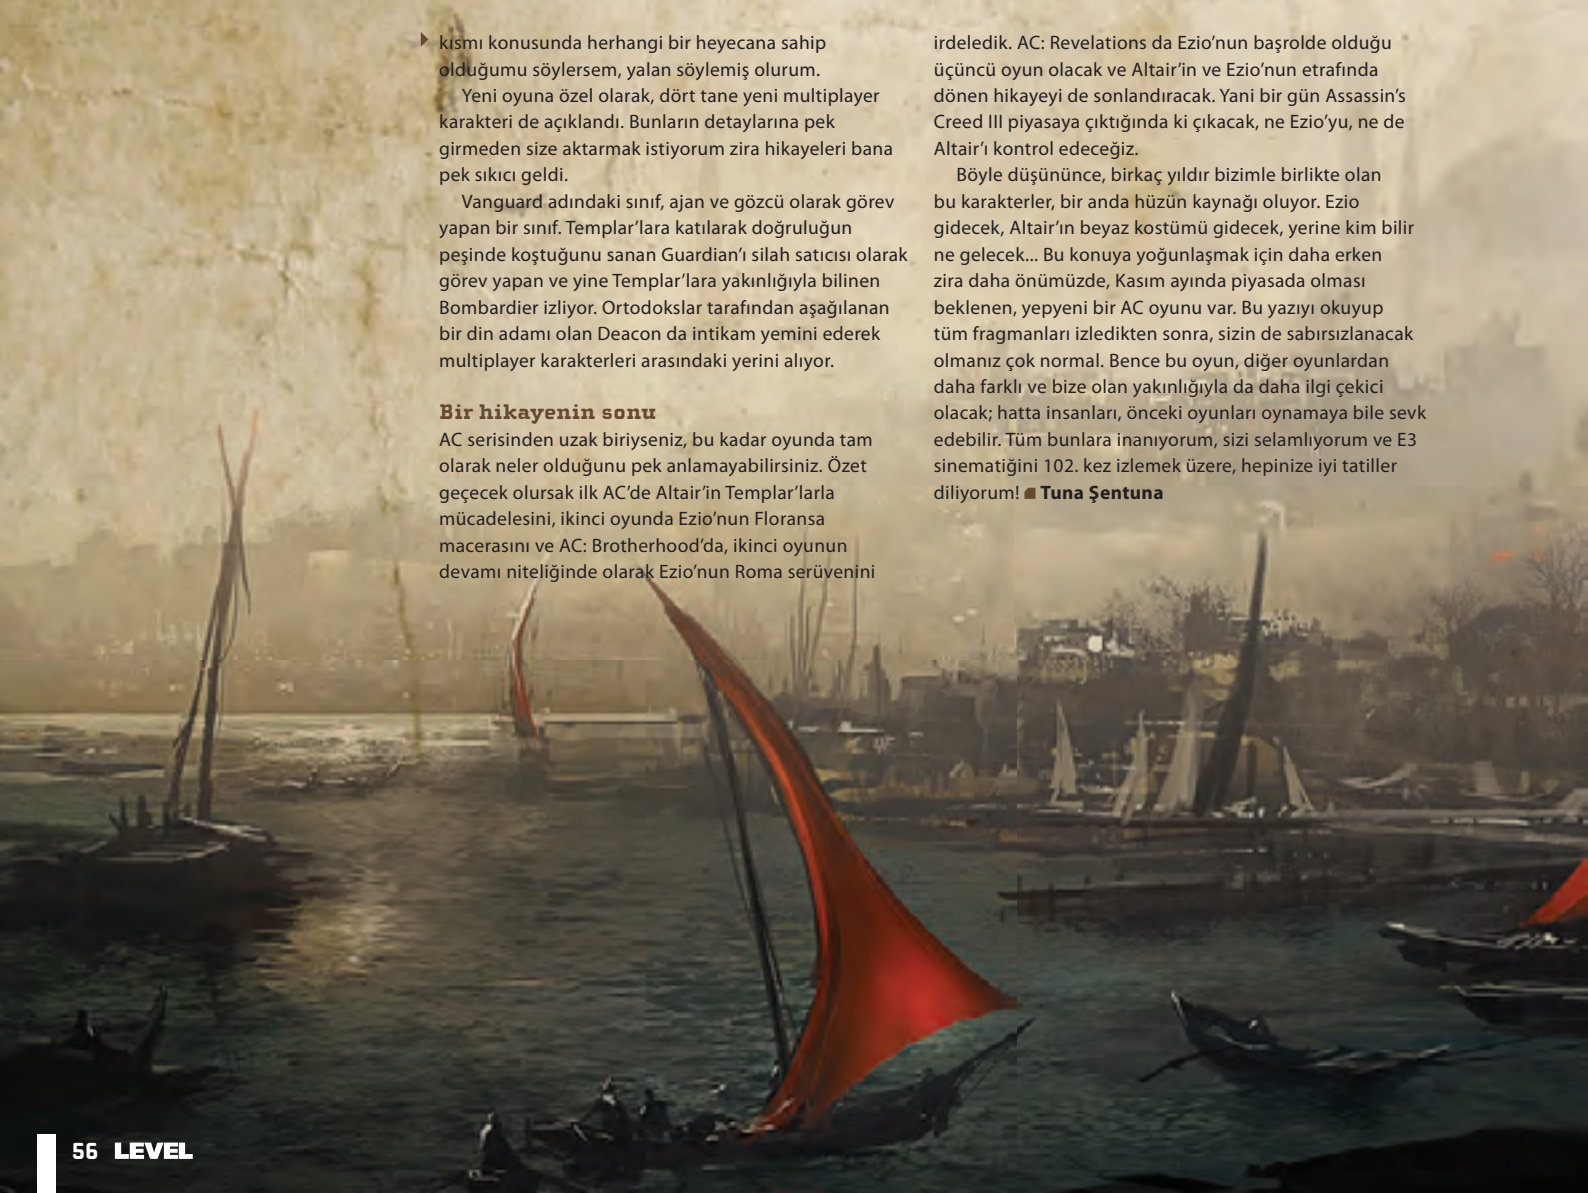 kısmı konusunda herhangi bir heyecana sahip
olduğumu söylersem, yalan söylemiş olurum.
Yeni oyuna özel olarak, dört tane yeni multiplayer
karakteri de açıklandı. Bunların detaylarına pek
girmeden size aktarmak istiyorum zira hikayeleri bana
pek sıkıcı geldi.
Vanguard adındaki sınıf, ajan ve gözcü olarak görev
yapan bir sınıf. Templar’lara katılarak doğruluğun
peşinde koştuğunu sanan Guardian’ı silah satıcısı olarak
görev yapan ve yine Templar’lara yakınlığıyla bilinen
Bombardier izliyor. Ortodokslar tarafından aşağılanan
bir din adamı olan Deacon da intikam yemini ederek
multiplayer karakterleri arasındaki yerini alıyor.
Bir hikayenin sonu
AC serisinden uzak biriyseniz, bu kadar oyunda tam
olarak neler olduğunu pek anlamayabilirsiniz. Özet
geçecek olursak ilk AC’de Altair’in Templar’larla
mücadelesini, ikinci oyunda Ezio’nun Floransa
macerasını ve AC: Brotherhood’da, ikinci oyunun
devamı niteliğinde olarak Ezio’nun Roma serüvenini
irdeledik. AC: Revelations da Ezio’nun başrolde olduğu
üçüncü oyun olacak ve Altair’in ve Ezio’nun etrafında
dönen hikayeyi de sonlandıracak. Yani bir gün Assassin’s
Creed III piyasaya çıktığında ki çıkacak, ne Ezio’yu, ne de
Altair’ı kontrol edeceğiz.
Böyle düşününce, birkaç yıldır bizimle birlikte olan
bu karakterler, bir anda hüzün kaynağı oluyor. Ezio
gidecek, Altair’ın beyaz kostümü gidecek, yerine kim bilir
ne gelecek... Bu konuya yoğunlaşmak için daha erken
zira daha önümüzde, Kasım ayında piyasada olması
beklenen, yepyeni bir AC oyunu var. Bu yazıyı okuyup
tüm fragmanları izledikten sonra, sizin de sabırsızlanacak
olmanız çok normal. Bence bu oyun, diğer oyunlardan
daha farklı ve bize olan yakınlığıyla da daha ilgi çekici
olacak; hatta insanları, önceki oyunları oynamaya bile sevk
edebilir. Tüm bunlara inanıyorum, sizi selamlıyorum ve E3
sinematiğini 102. kez izlemek üzere, hepinize iyi tatiller
diliyorum! Tuna Şentuna
56 LEVEL